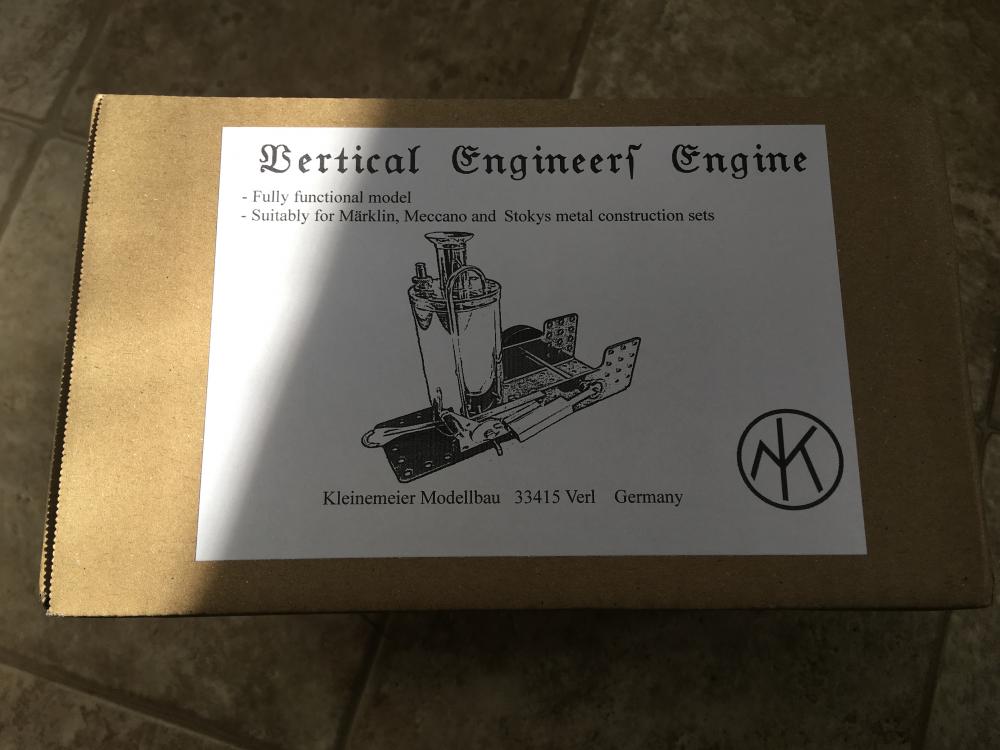 Vertical Engineerſ Engine
- Fully functional model
- Suitably for Märklin, Meccano and Stokys metal construction sets
Kleinemeier Modellbau 33415 Verl Germany
MK